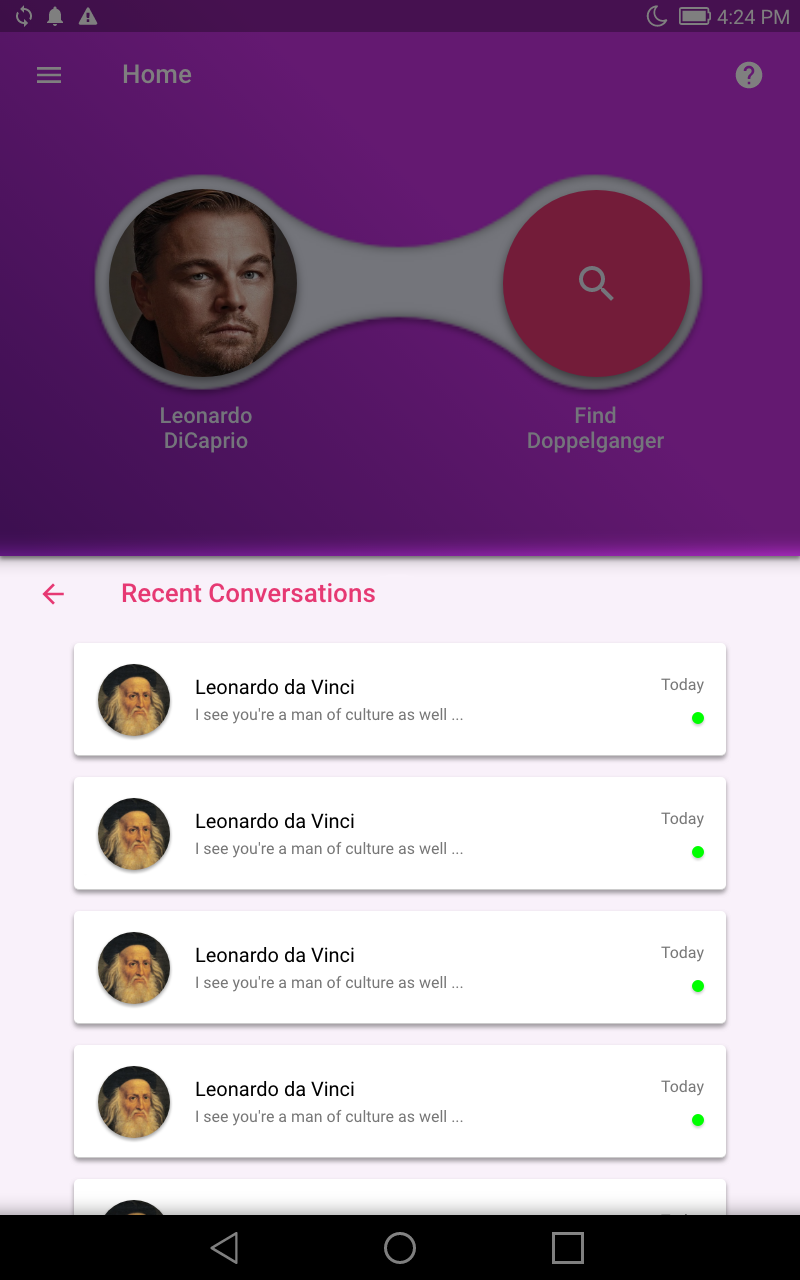 4:24 PM
Home
Leonardo
DiCaprio
Find
Doppelganger
Recent Conversations
Leonardo da Vinci
Today
I see you're a man of culture as well ...
Leonardo da Vinci
Today
I see you're a man of culture as well ...
Leonardo da Vinci
Today
I see you're a man of culture as well ...
Leonardo da Vinci
Today
I see you're a man of culture as well ...